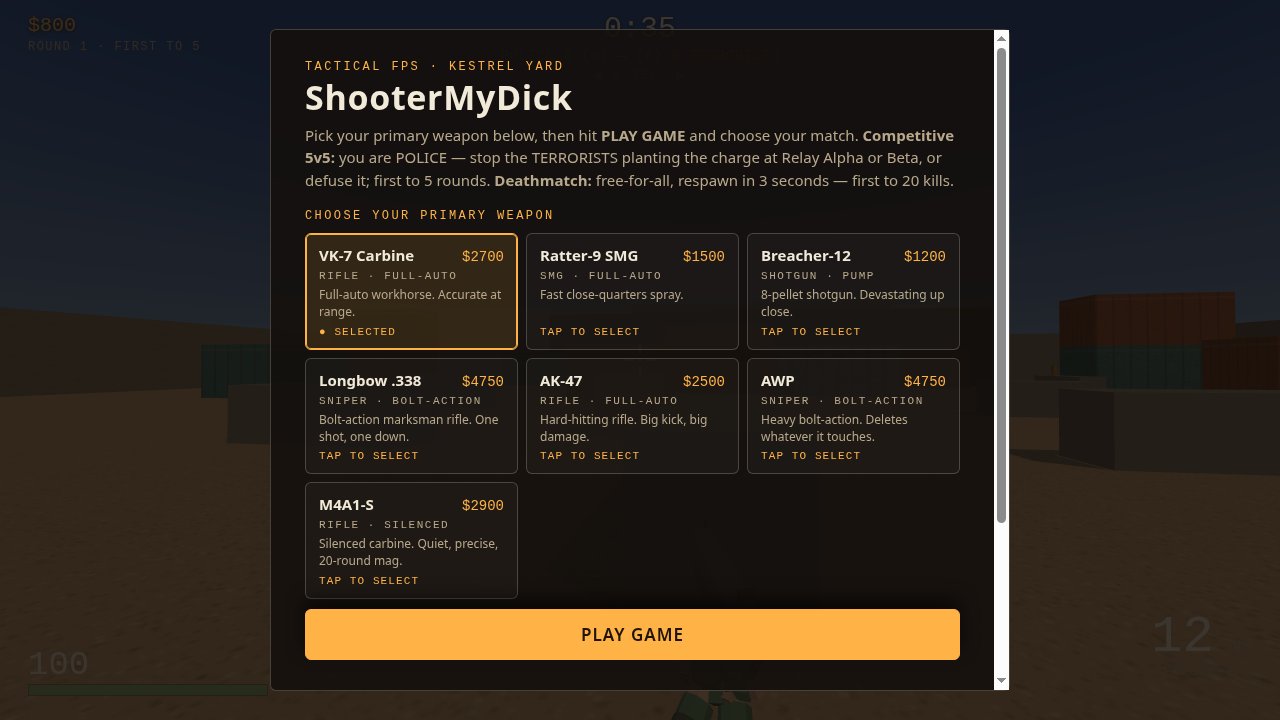 $800
0:35
ROUND 1 · FIRST TO 5
TACTICAL FPS · KESTREL YARD
ShooterMyDick
Pick your primary weapon below, then hit PLAY GAME and choose your match. Competitive
5v5: you are POLICE — stop the TERRORISTS planting the charge at Relay Alpha or Beta, or
defuse it; first to 5 rounds. Deathmatch: free-for-all, respawn in 3 seconds — first to 20 kills.
CHOOSE YOUR PRIMARY WEAPON
VK-7 Carbine $2700
RIFLE · FULL-AUTO
Full-auto workhorse. Accurate at
range.
● SELECTED
Ratter-9 SMG $1500
SMG · FULL-AUTO
Fast close-quarters spray.
TAP TO SELECT
Breacher-12 $1200
SHOTGUN · PUMP
8-pellet shotgun. Devastating up
close.
TAP TO SELECT
Longbow .338 $4750
SNIPER · BOLT-ACTION
Bolt-action marksman rifle. One
shot, one down.
TAP TO SELECT
AK-47 $2500
RIFLE · FULL-AUTO
Hard-hitting rifle. Big kick, big
damage.
TAP TO SELECT
AWP $4750
SNIPER · BOLT-ACTION
Heavy bolt-action. Deletes
whatever it touches.
TAP TO SELECT
M4A1-S $2900
RIFLE · SILENCED
Silenced carbine. Quiet, precise,
20-round mag.
TAP TO SELECT
PLAY GAME
100
12